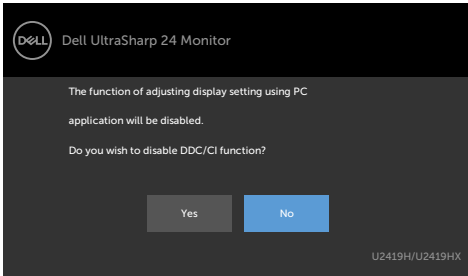 DELL
Dell UltraSharp 24 Monitor
The function of adjusting display setting using PC
application will be disabled.
Do you wish to disable DDC/CI function?
Yes
No
U2419H/U2419HX